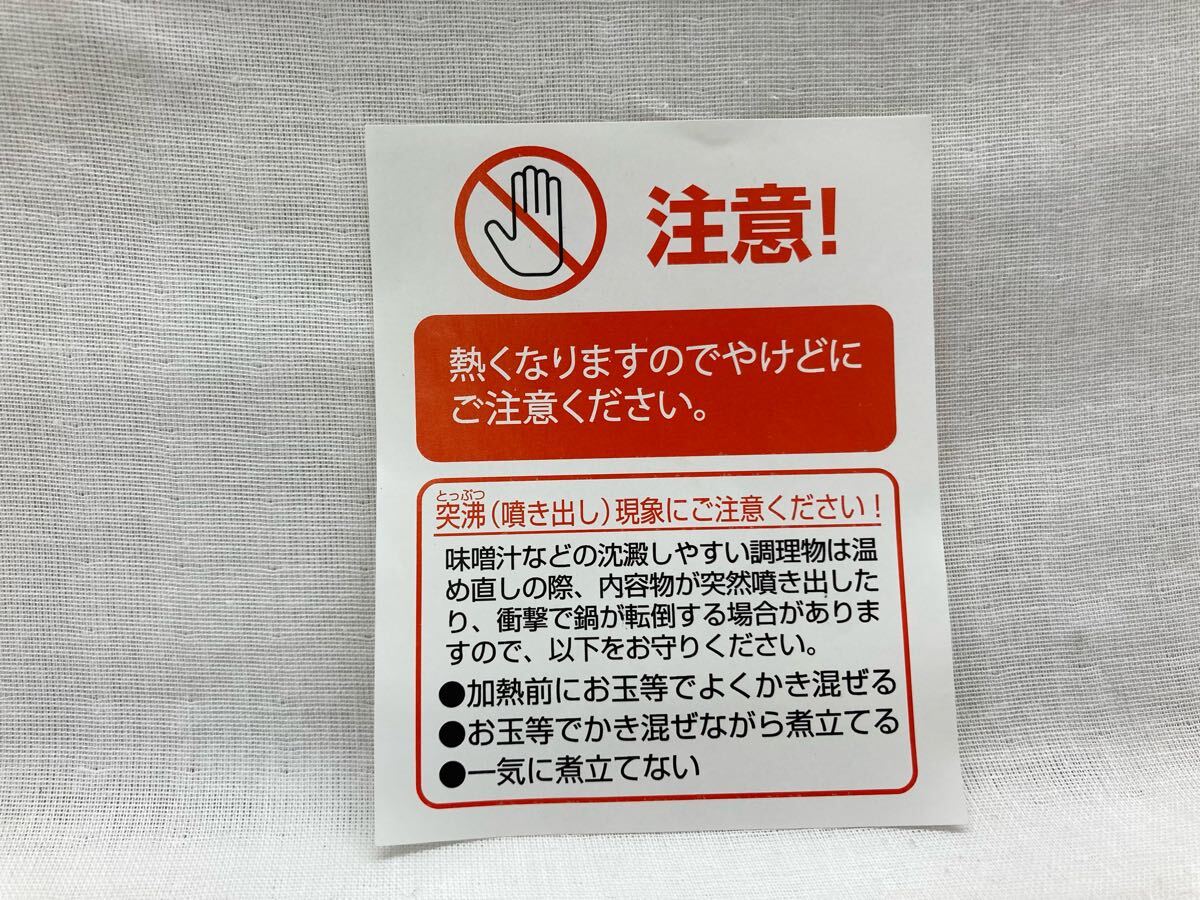 注意!
熱くなりますのでやけどに
ご注意ください。
とっぷつ
突沸(噴き出し)現象にご注意ください!
味噌汁などの沈澱しやすい調理物は温
め直しの際、内容物が突然噴き出した
り、衝撃で鍋が転倒する場合がありま
すので、以下をお守りください。
●加熱前にお玉等でよくかき混ぜる
●お玉等でかき混ぜながら煮立てる
●一気に煮立てない